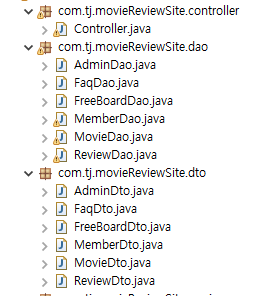 com.tj.movieReviewSite.controller
Controller.java
com.tj.movieReviewSite.dao
AdminDao.java
FaqDao.java
FreeBoardDao.java
MemberDao.java
MovieDao.java
ReviewDao.java
com.tj.movieReviewSite.dto
AdminDto.java
FaqDto.java
FreeBoardDto.java
MemberDto.java
MovieDto.java
ReviewDto.java